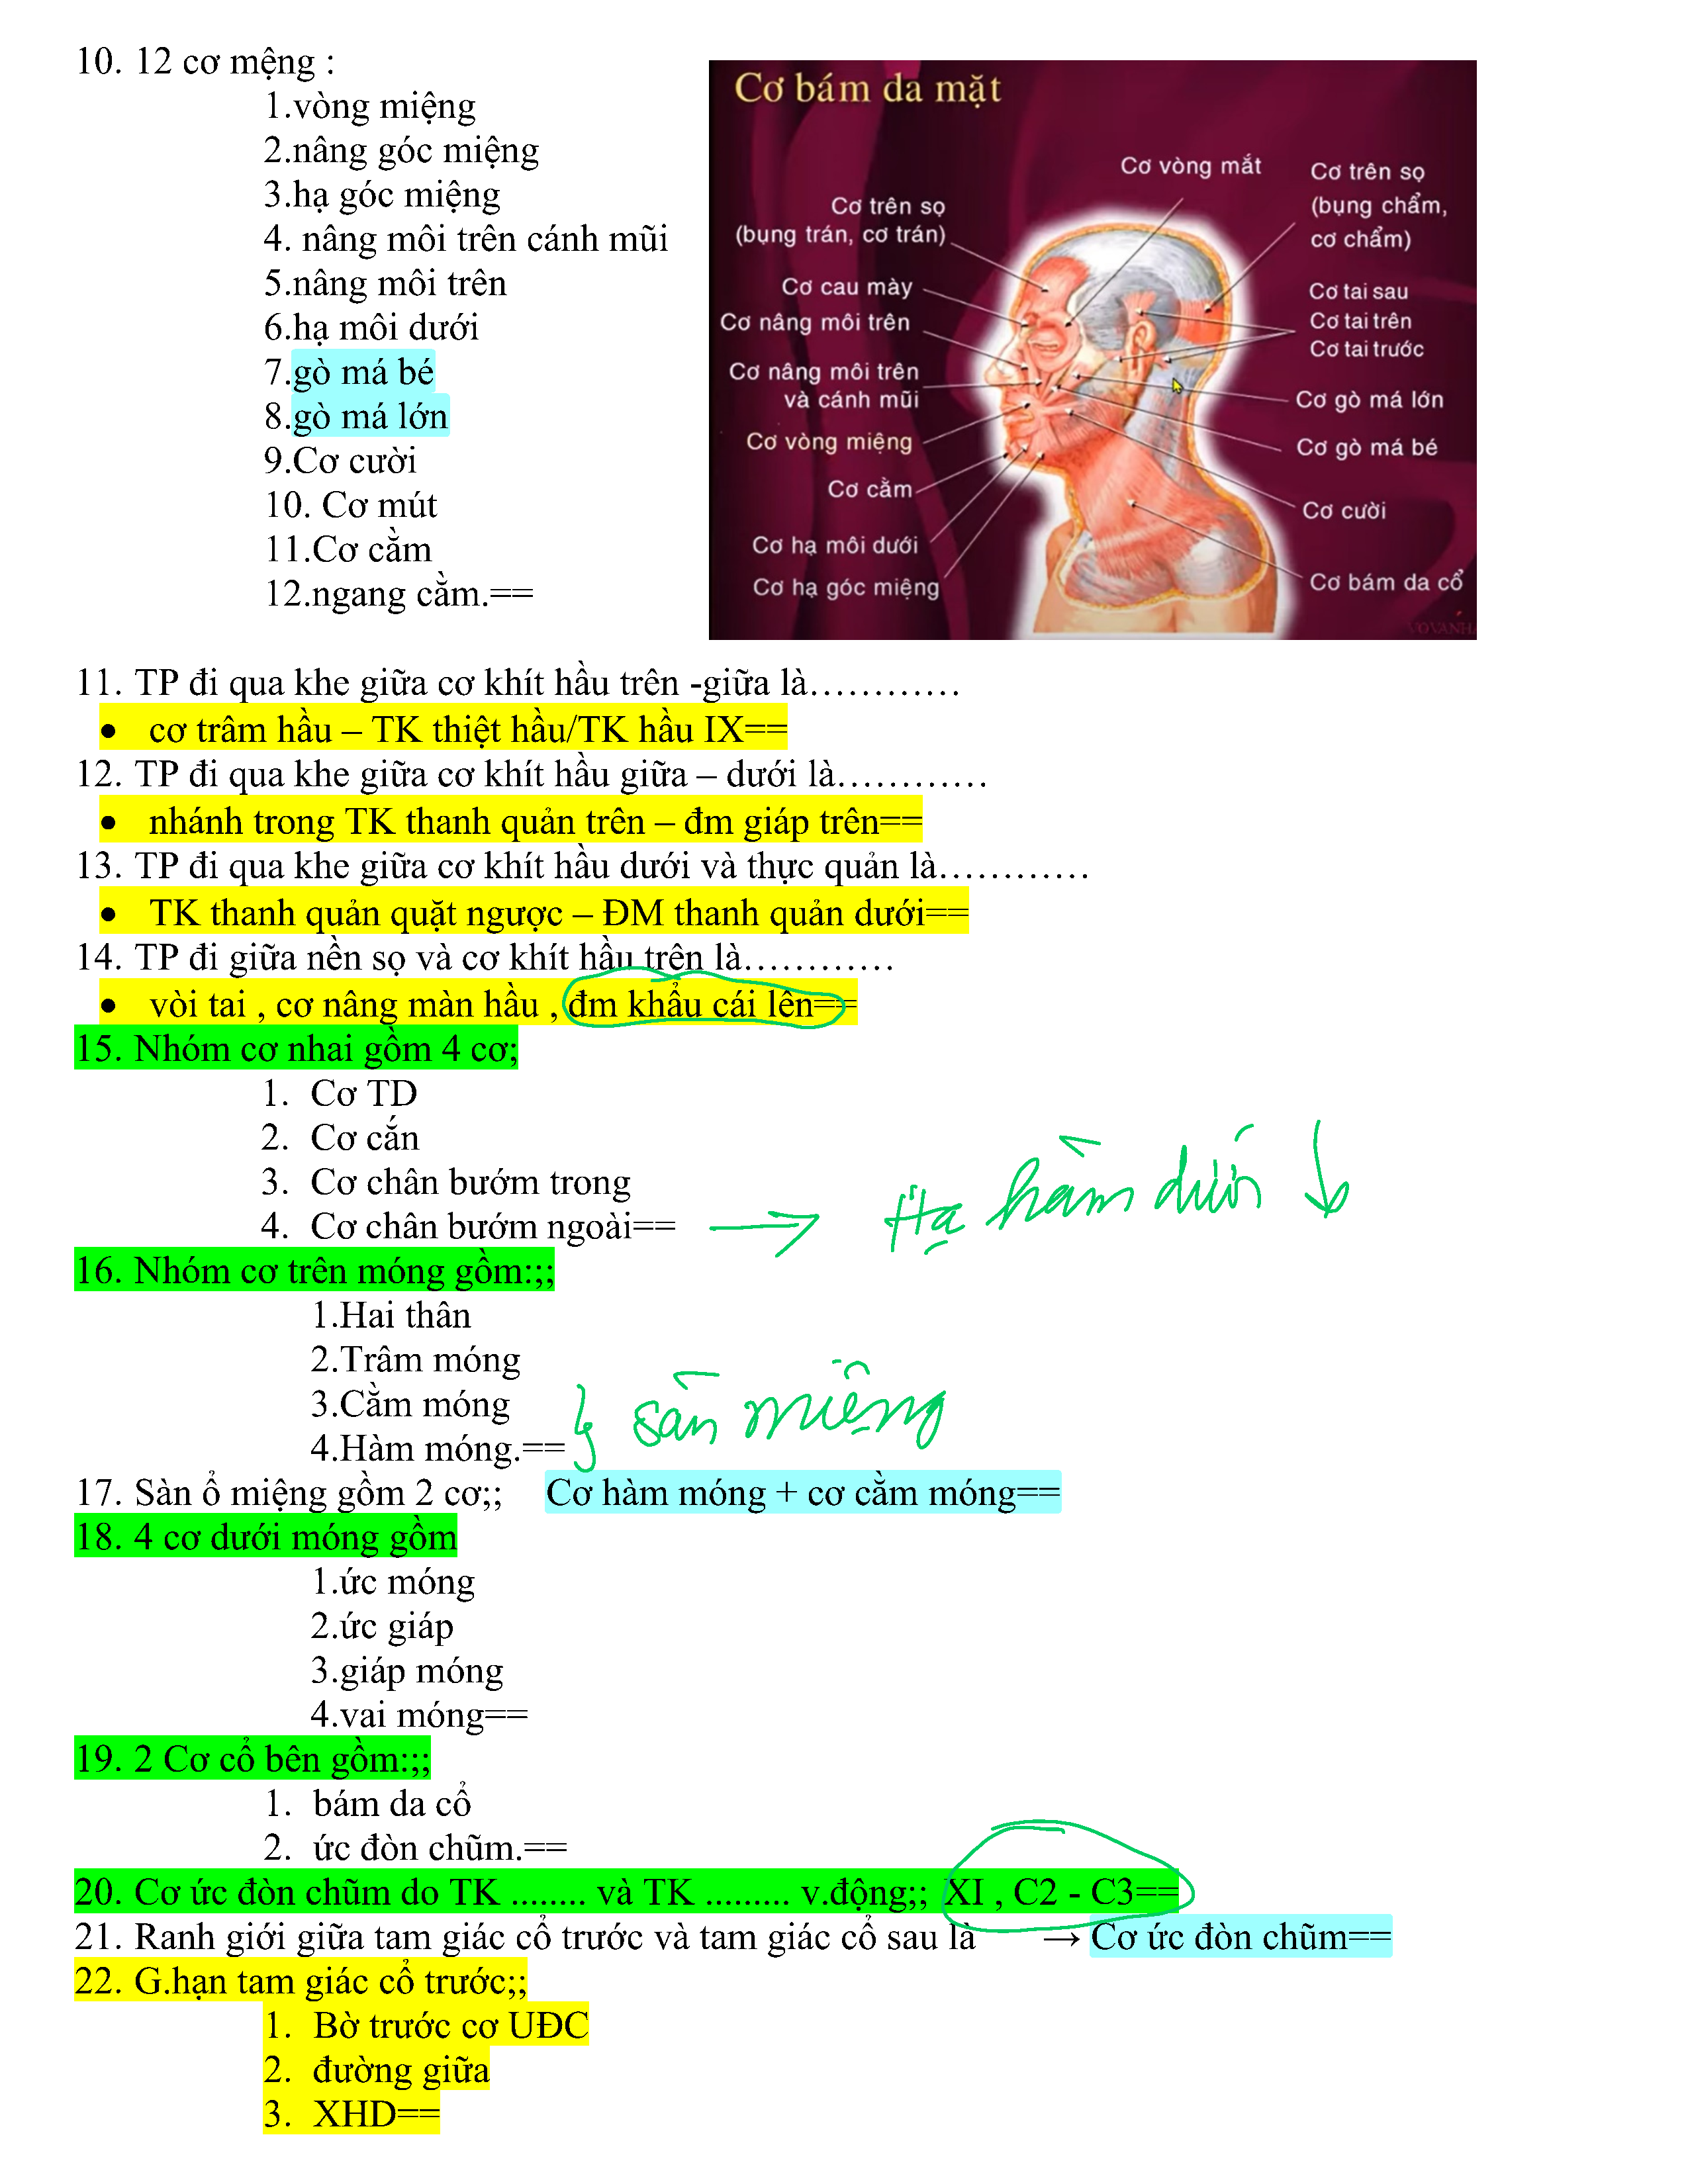 10. 12 cơ mệng :
1.vòng miệng
2.nâng góc miệng
3.hạ góc miệng
4. nâng môi trên cánh mũi
5.nâng môi trên
6.hạ môi dưới
7.gò má bé
8.gò má lớn
9.Cơ cười
10. Cơ mút
11.Cơ cằm
12.ngang cằm.==
Cơ bám da mặt
Cơ vòng mắt
Cơ trên sọ
(bụng trán, cơ trán)
Cơ cau mày
Cơ nâng môi trên
Cơ nâng môi trên
và cánh mũi
Cơ vòng miệng
Cơ cằm
Cơ hạ môi dưới
Cơ hạ góc miệng
Cơ trên sọ
(bụng chẩm,
cơ chẩm)
Cơ tai sau
Cơ tai trên
Cơ tai trước
Cơ gò má lớn
Cơ gò má bé
Cơ cười
Cơ bám da cổ
11. TP đi qua khe giữa cơ khít hầu trên -giữa là…………
• cơ trâm hầu – TK thiệt hầu/TK hầu IX==
12. TP đi qua khe giữa cơ khít hầu giữa – dưới là…………
• nhánh trong TK thanh quản trên – đm giáp trên==
13. TP đi qua khe giữa cơ khít hầu dưới và thực quản là…………
• TK thanh quản quặt ngược – ĐM thanh quản dưới==
14. TP đi giữa nền sọ và cơ khít hầu trên là…………
• vòi tai , cơ nâng màn hầu , đm khẩu cái lên==
15. Nhóm cơ nhai gồm 4 cơ;
1. Cơ TD
2. Cơ cắn
3. Cơ chân bướm trong
4. Cơ chân bướm ngoài== → Hạ hàm dưới ↓
16. Nhóm cơ trên móng gồm:;;
1.Hai thân
2.Trâm móng
3.Cằm móng
4.Hàm móng.== } sàn miệng
17. Sàn ổ miệng gồm 2 cơ;; Cơ hàm móng + cơ cằm móng==
18. 4 cơ dưới móng gồm
1.ức móng
2.ức giáp
3.giáp móng
4.vai móng==
19. 2 Cơ cổ bên gồm:;;
1. bám da cổ
2. ức đòn chũm.==
20. Cơ ức đòn chũm do TK ........ và TK ......... v.động;; XI , C2 - C3==
21. Ranh giới giữa tam giác cổ trước và tam giác cổ sau là → Cơ ức đòn chũm==
22. G.hạn tam giác cổ trước;;
1. Bờ trước cơ UĐC
2. đường giữa
3. XHD==